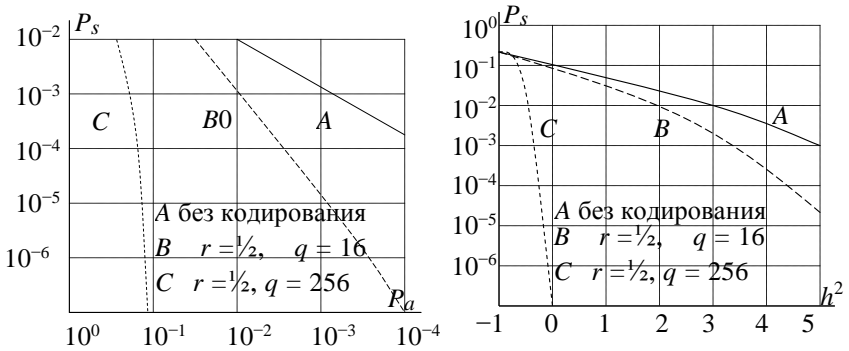 P_s
10^{-2}
10^{-3}
C
B0
A
10^{-4}
10^{-5}
A без кодирования
B r =½, q = 16
10^{-6}
C r =½, q = 256
P_a
10^0 10^{-1} 10^{-2} 10^{-3} 10^{-4}
10^0
P_s
10^{-1}
10^{-2}
C
B
A
10^{-3}
10^{-4}
10^{-5}
A без кодирования
B r =½, q = 16
10^{-6}
C r =½, q = 256
h^2
−1 0 1 2 3 4 5